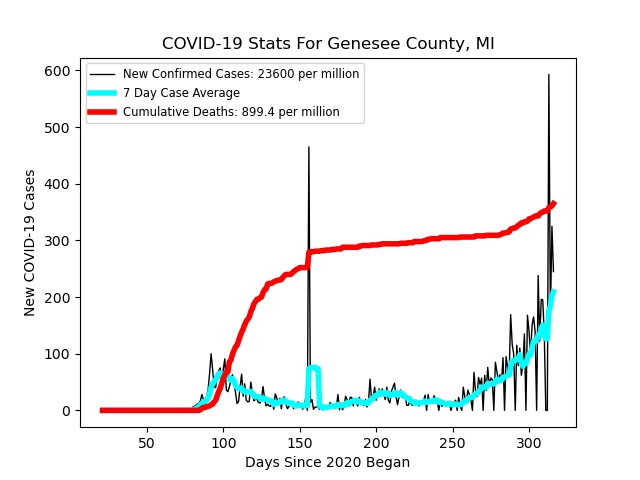 COVID-19 Stats For Genesee County, MI
New Confirmed Cases: 23600 per million
7 Day Case Average
Cumulative Deaths: 899.4 per million
600
500
400
300
200
100
0
New COVID-19 Cases
50
100
150
200
250
300
Days Since 2020 Began